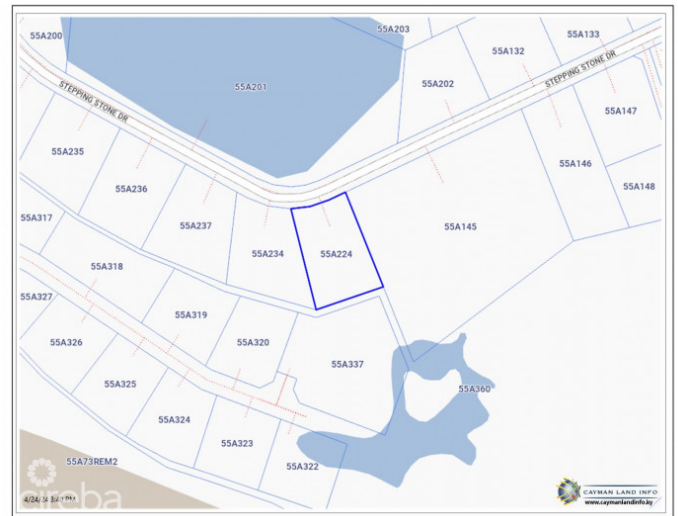 55A203
55A200
55A133
55A132
STEPPING STONE DR
55A202
55A201
55A147
STEPPING STONE DR
55A235
55A146
55A236
55A148
55A317
55A237
55A145
55A234
55A224
55A318
55A327
55A319
55A320
55A326
55A337
55A325
55A360
55A324
55A323
55A73REM2
55A322
cireba
CAYMAN LAND INFO
www.caymanlandinfo.ky